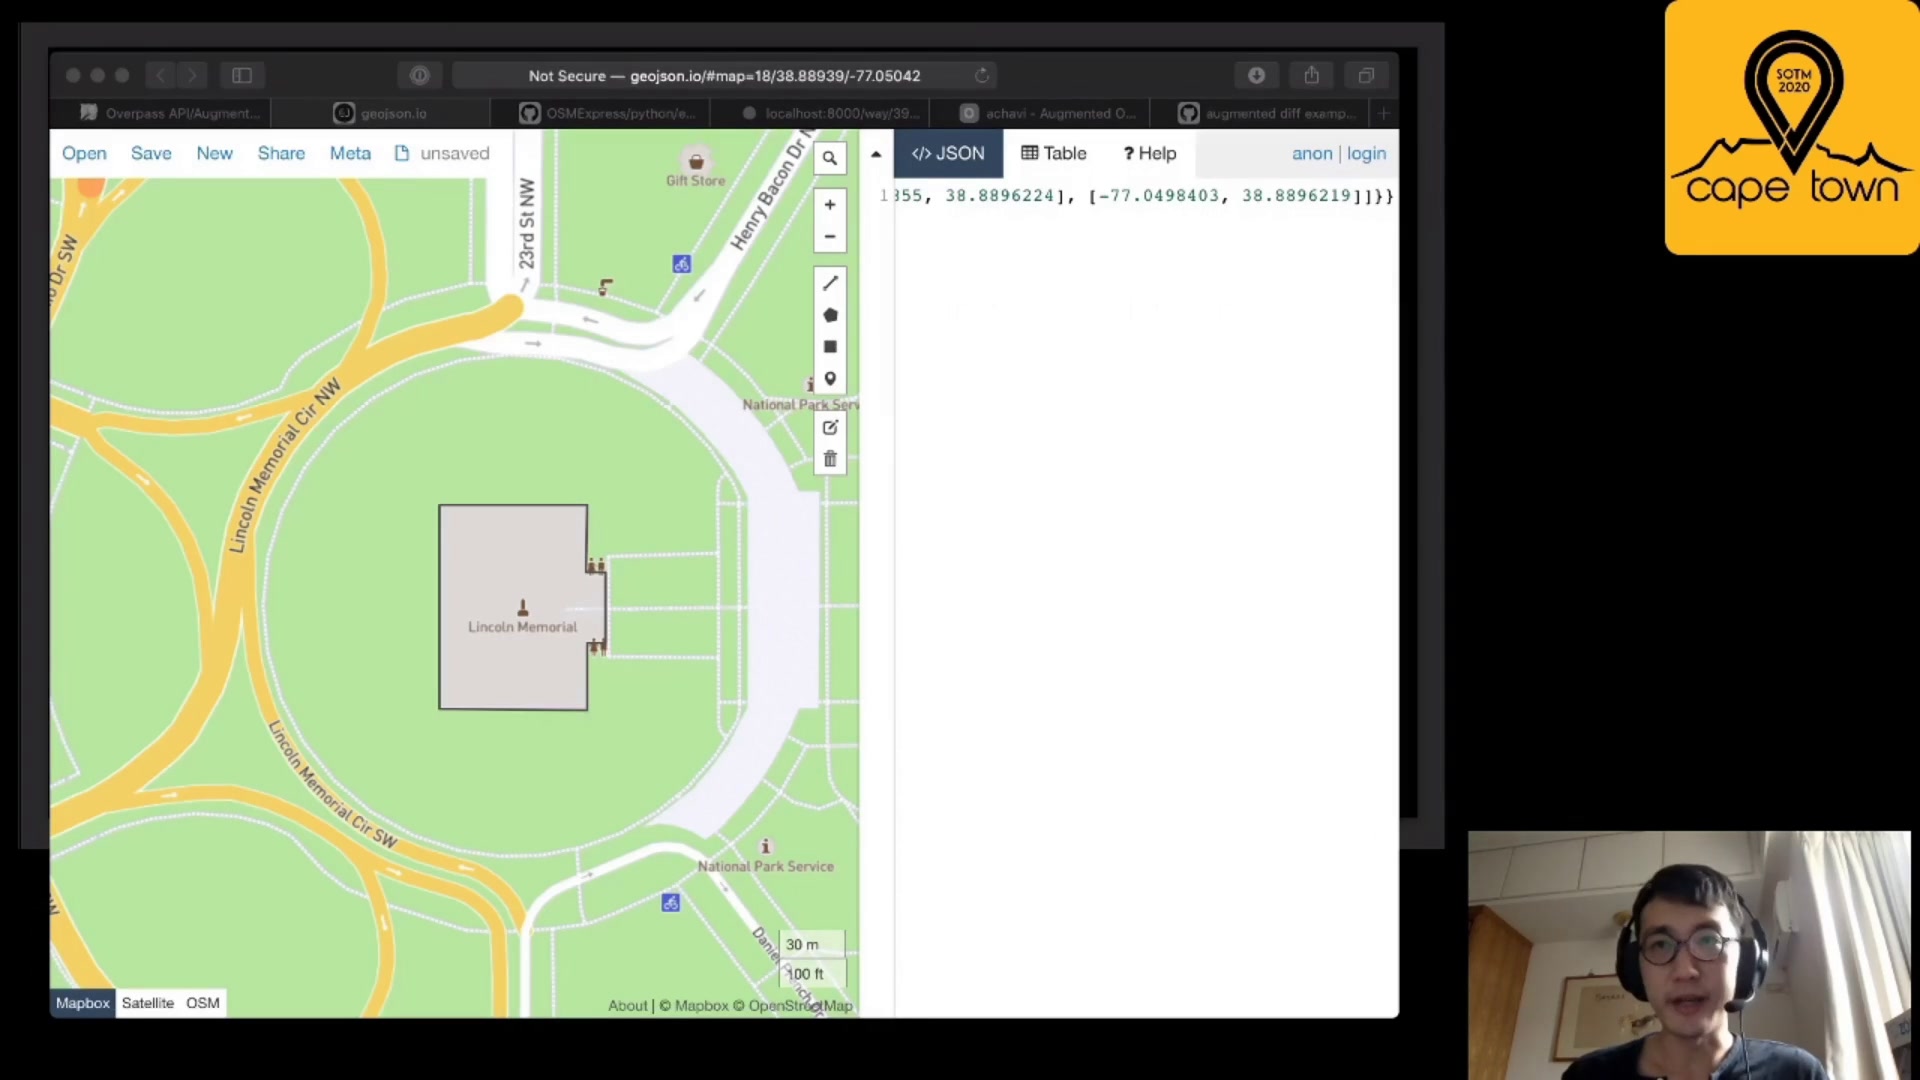 Not Secure — geojson.io/#map=18/38.88939/-77.05042
Overpass API/Augment...
geojson.io
OSMExpress/python/e...
localhost:8000/way/39...
achavi - Augmented O...
augmented diff examp...
Open Save New Share Meta unsaved
</> JSON Table ? Help
anon | login
1 355, 38.8896224], [-77.0498403, 38.8896219]]}}
Gift Store
23rd St NW
Henry Bacon Dr N
Dr SW
National Park Serv
Lincoln Memorial Cir NW
Lincoln Memorial
Lincoln Memorial Cir SW
National Park Service
30 m
100 ft
Mapbox Satellite OSM
About | © Mapbox © OpenStreetMap
SOTM
2020
cape town